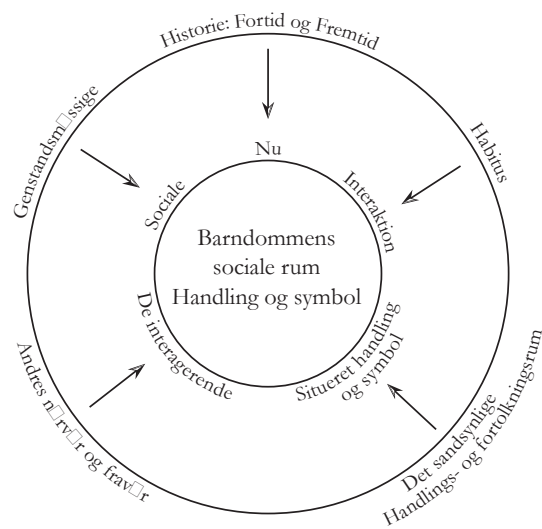 Historie: Fortid og Fremtid
Genstandsm□ssige
Habitus
Nu
Sociale
Interaktion
Barndommens
sociale rum
Handling og symbol
De interagerende
Situeret handling
og symbol
Andres n□rv□r og frav□r
Det sandsynlige
Handlings- og fortolkningsrum